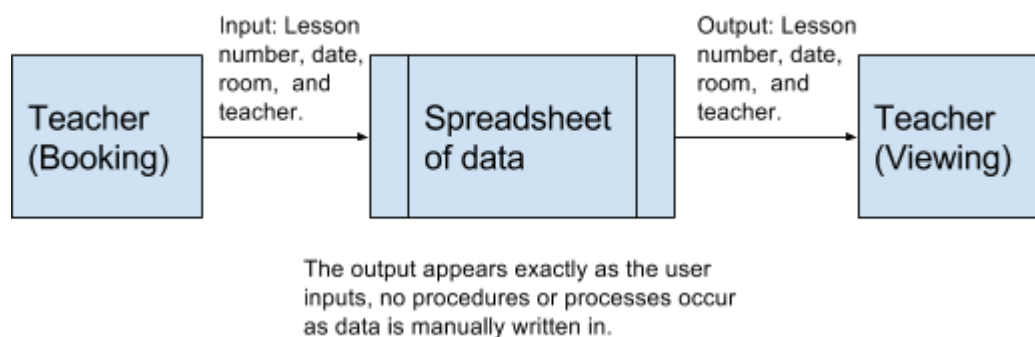 Input: Lesson
number, date,
room, and
teacher.
Output: Lesson
number, date,
room, and
teacher.
Teacher
(Booking)
Spreadsheet
of data
Teacher
(Viewing)
The output appears exactly as the user
inputs, no procedures or processes occur
as data is manually written in.